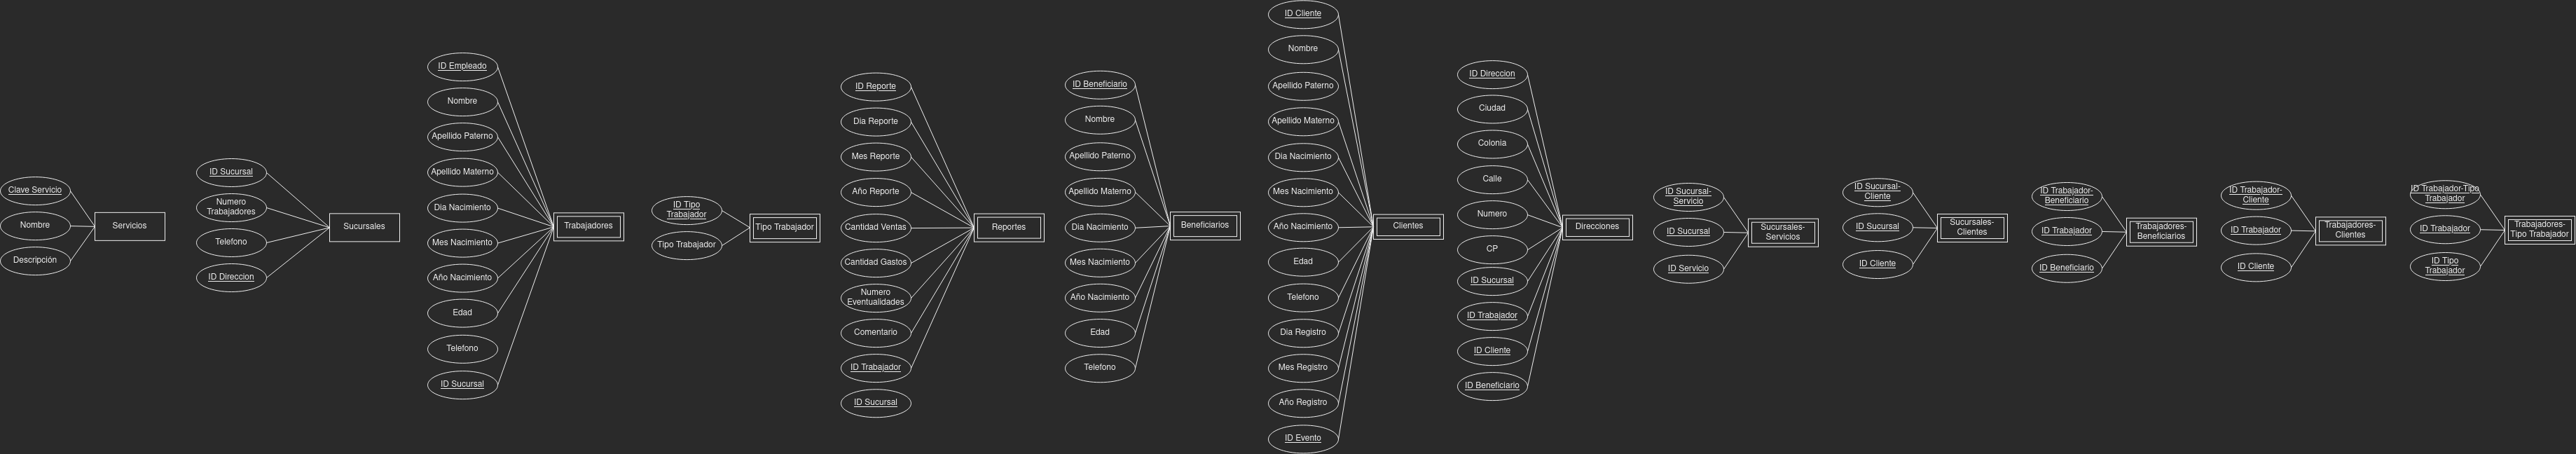 Clave Servicio
Nombre
Descripción
Servicios
ID Sucursal
Numero
Trabajadores
Telefono
ID Direccion
Sucursales
ID Empleado
Nombre
Apellido Paterno
Apellido Materno
Dia Nacimiento
Mes Nacimiento
Año Nacimiento
Edad
Telefono
ID Sucursal
Trabajadores
ID Tipo
Trabajador
Tipo Trabajador
Tipo Trabajador
ID Reporte
Dia Reporte
Mes Reporte
Año Reporte
Cantidad Ventas
Cantidad Gastos
Numero
Eventualidades
Comentario
ID Trabajador
ID Sucursal
Reportes
ID Beneficiario
Nombre
Apellido Paterno
Apellido Materno
Dia Nacimiento
Mes Nacimiento
Año Nacimiento
Edad
Telefono
Beneficiarios
ID Cliente
Nombre
Apellido Paterno
Apellido Materno
Dia Nacimiento
Mes Nacimiento
Año Nacimiento
Edad
Telefono
Dia Registro
Mes Registro
Año Registro
ID Evento
Clientes
ID Direccion
Ciudad
Colonia
Calle
Numero
CP
ID Sucursal
ID Trabajador
ID Cliente
ID Beneficiario
Direcciones
ID Sucursal-
Servicio
ID Sucursal
ID Servicio
Sucursales-
Servicios
ID Sucursal-
Cliente
ID Sucursal
ID Cliente
Sucursales-
Clientes
ID Trabajador-
Beneficiario
ID Trabajador
ID Beneficiario
Trabajadores-
Beneficiarios
ID Trabajador-
Cliente
ID Trabajador
ID Cliente
Trabajadores-
Clientes
ID Trabajador-Tipo
Trabajador
ID Trabajador
ID Tipo
Trabajador
Trabajadores-
Tipo Trabajador